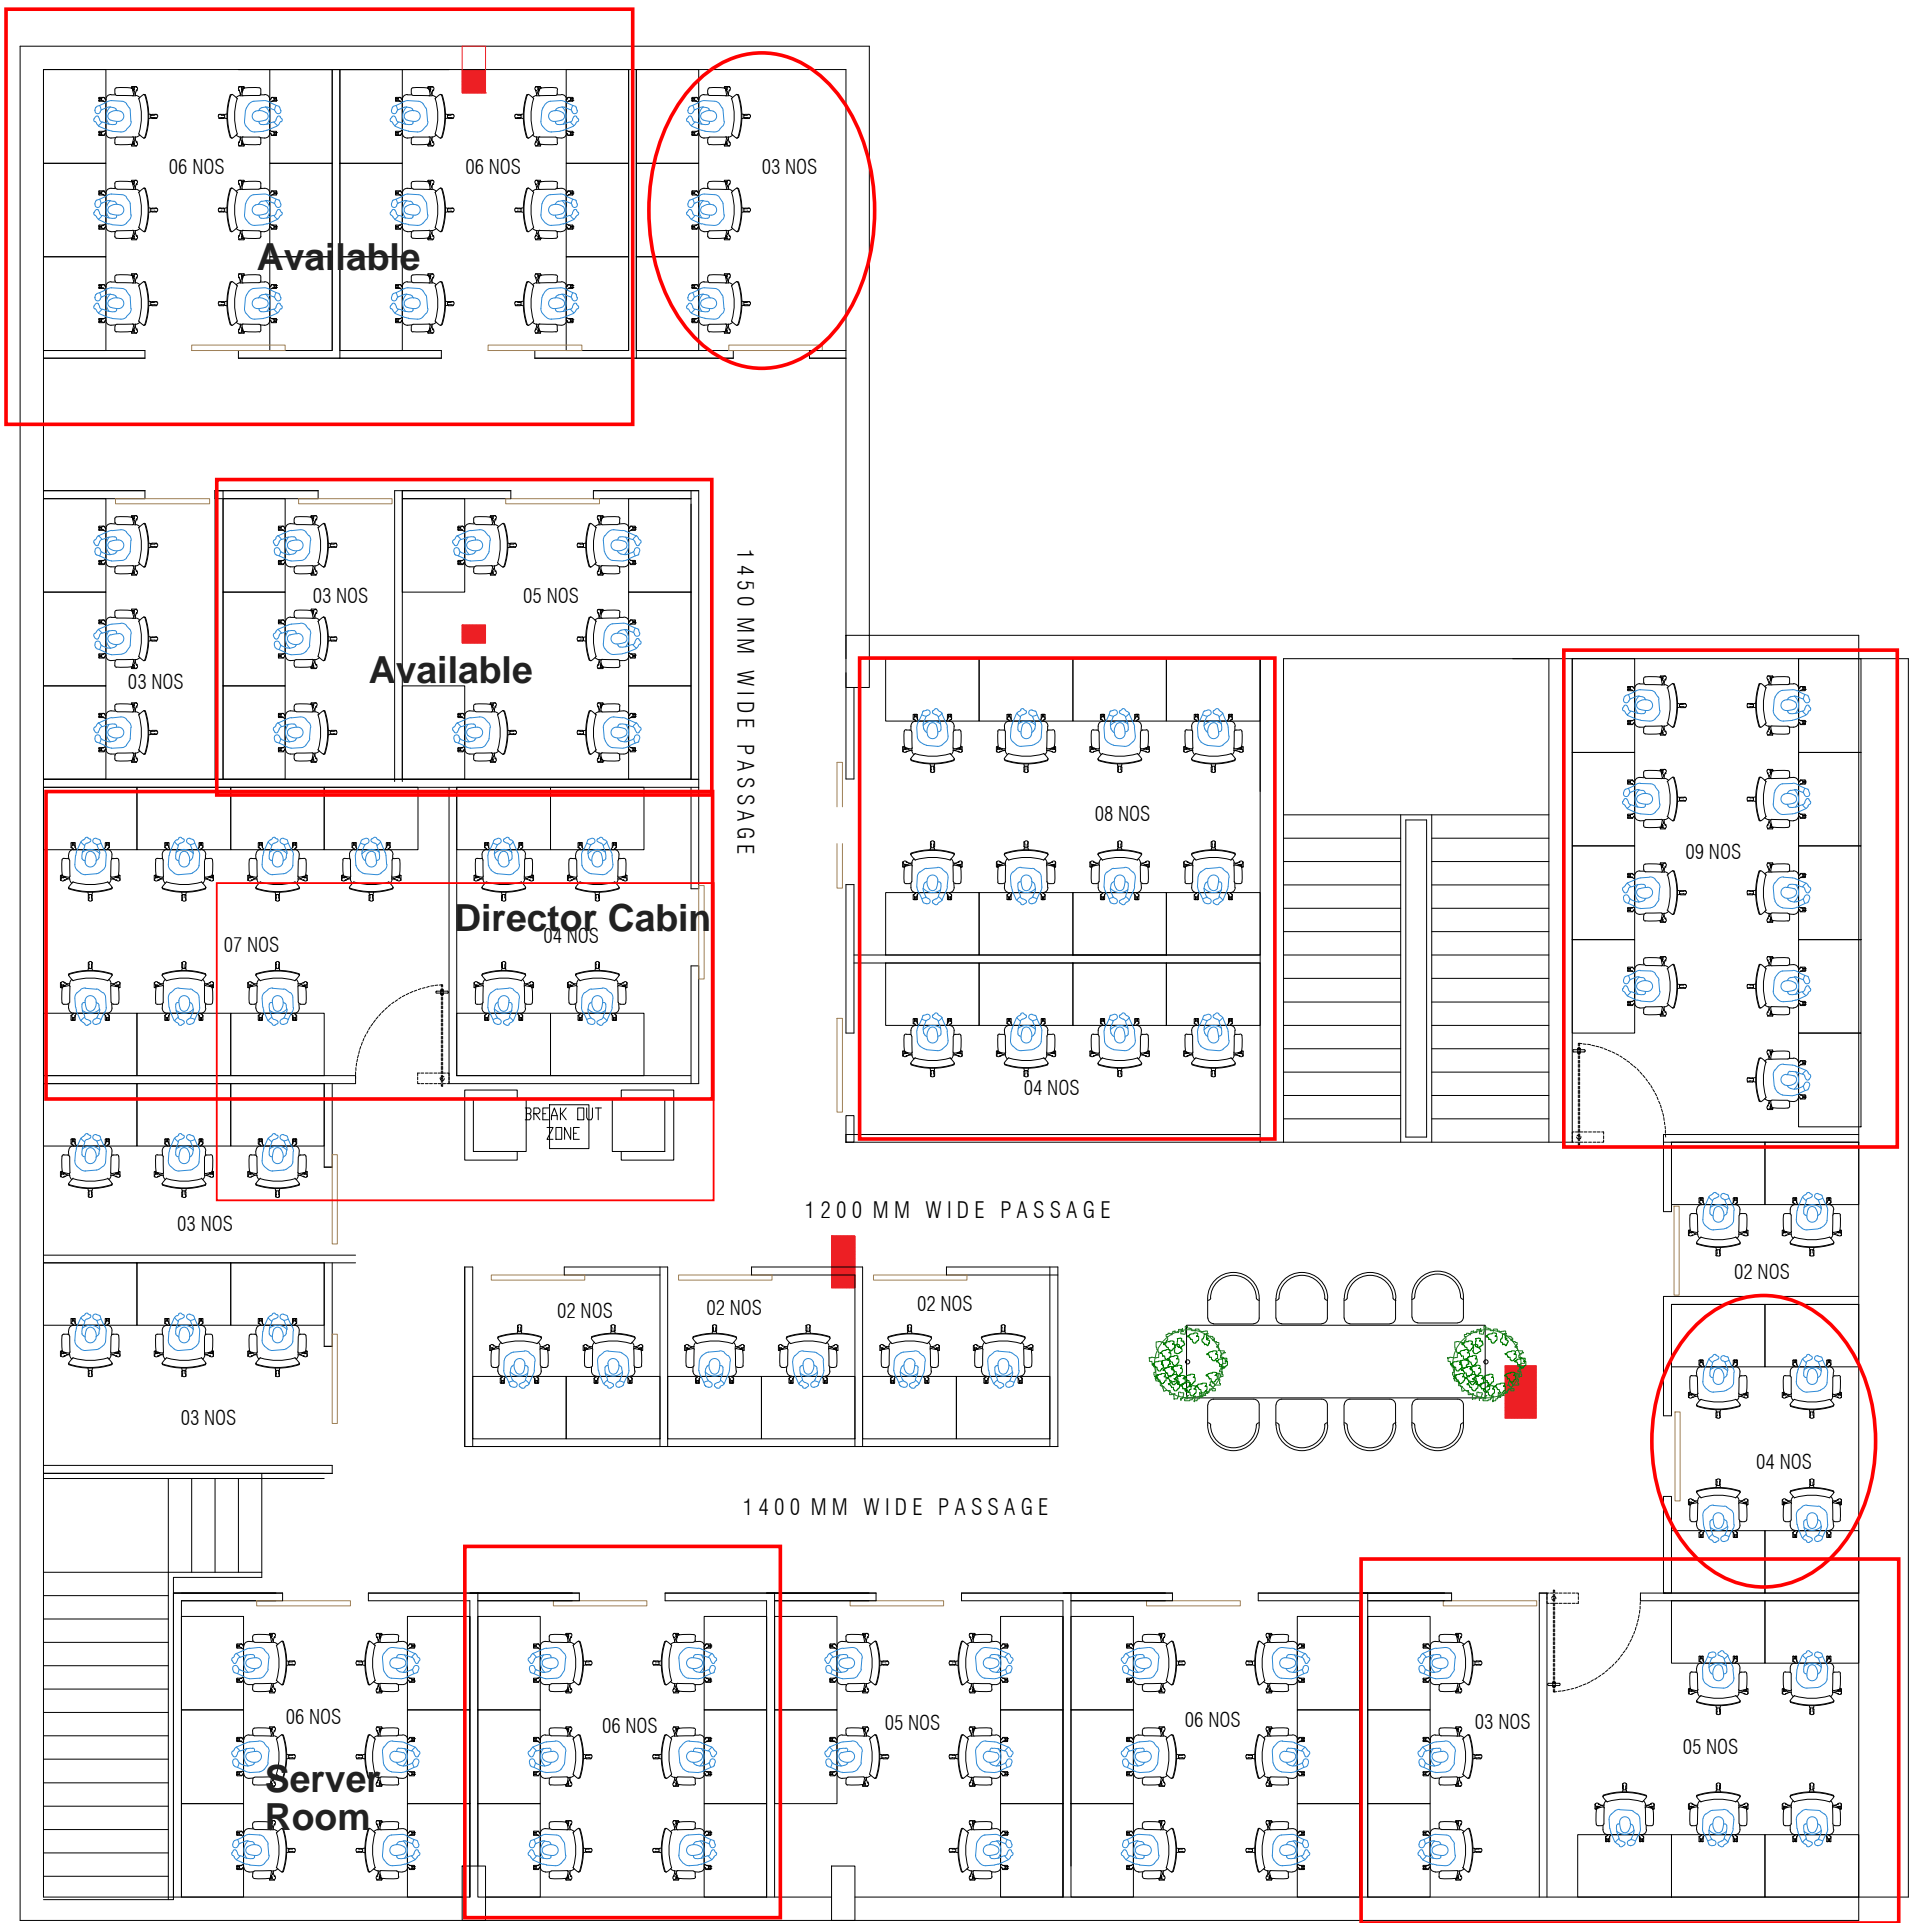 06 NOS
06 NOS
03 NOS
Available
03 NOS
05 NOS
Available
03 NOS
1450 MM WIDE PASSAGE
08 NOS
09 NOS
Director Cabin
04 NOS
07 NOS
04 NOS
BREAK OUT
ZONE
1200 MM WIDE PASSAGE
03 NOS
02 NOS
02 NOS
02 NOS
02 NOS
03 NOS
04 NOS
1400 MM WIDE PASSAGE
06 NOS
06 NOS
05 NOS
06 NOS
03 NOS
05 NOS
Server
Room